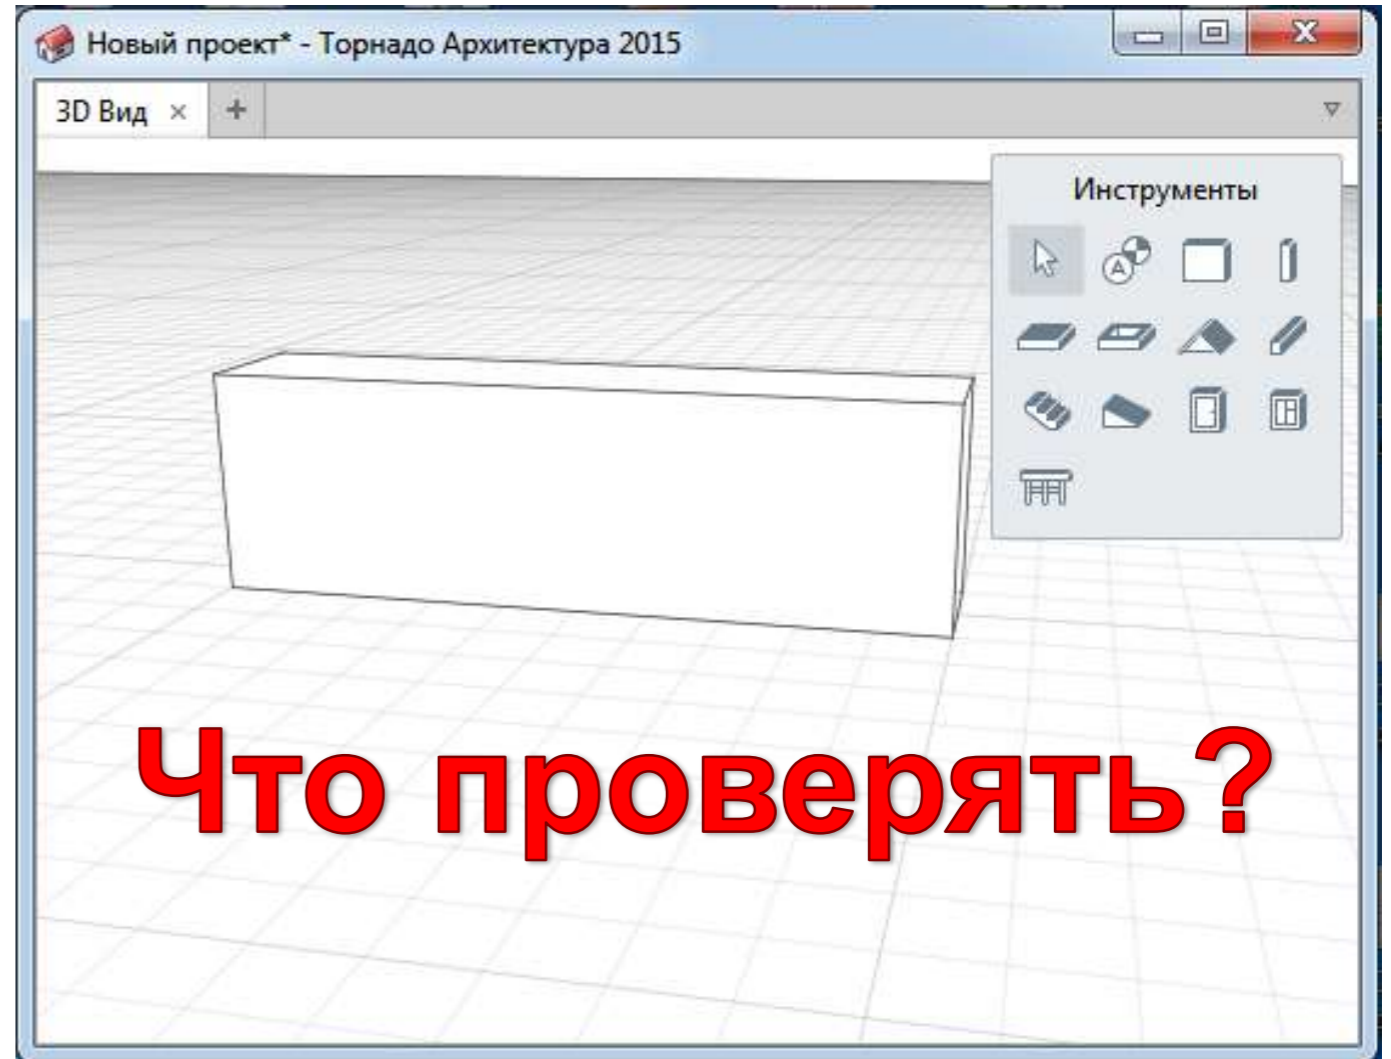 Новый проект* - Торнадо Архитектура 2015
3D Вид
Инструменты
A
Что проверять?